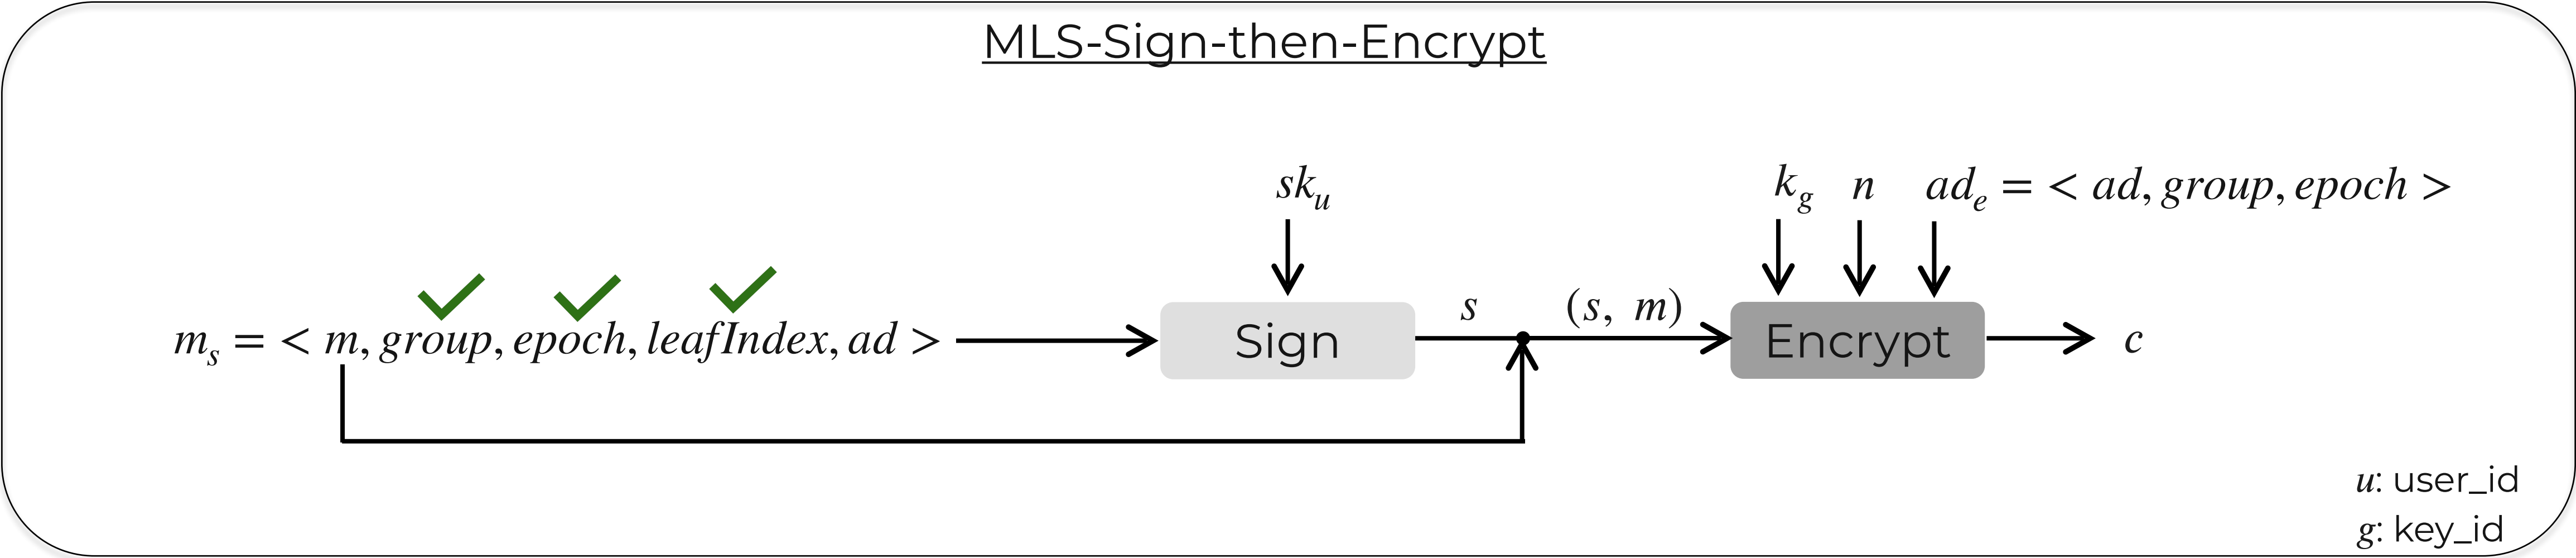 MLS-Sign-then-Encrypt
sk_u
k_g n ad_e = < ad, group, epoch >
m_s = < m, group, epoch, leafIndex, ad >
Sign
s
(s, m)
Encrypt
c
u: user_id
g: key_id